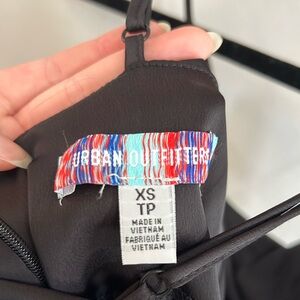 URBAN OUTFITTERS
XS
TP
MADE IN
VIETNAM
FABRIQUÉ AU
VIETNAM